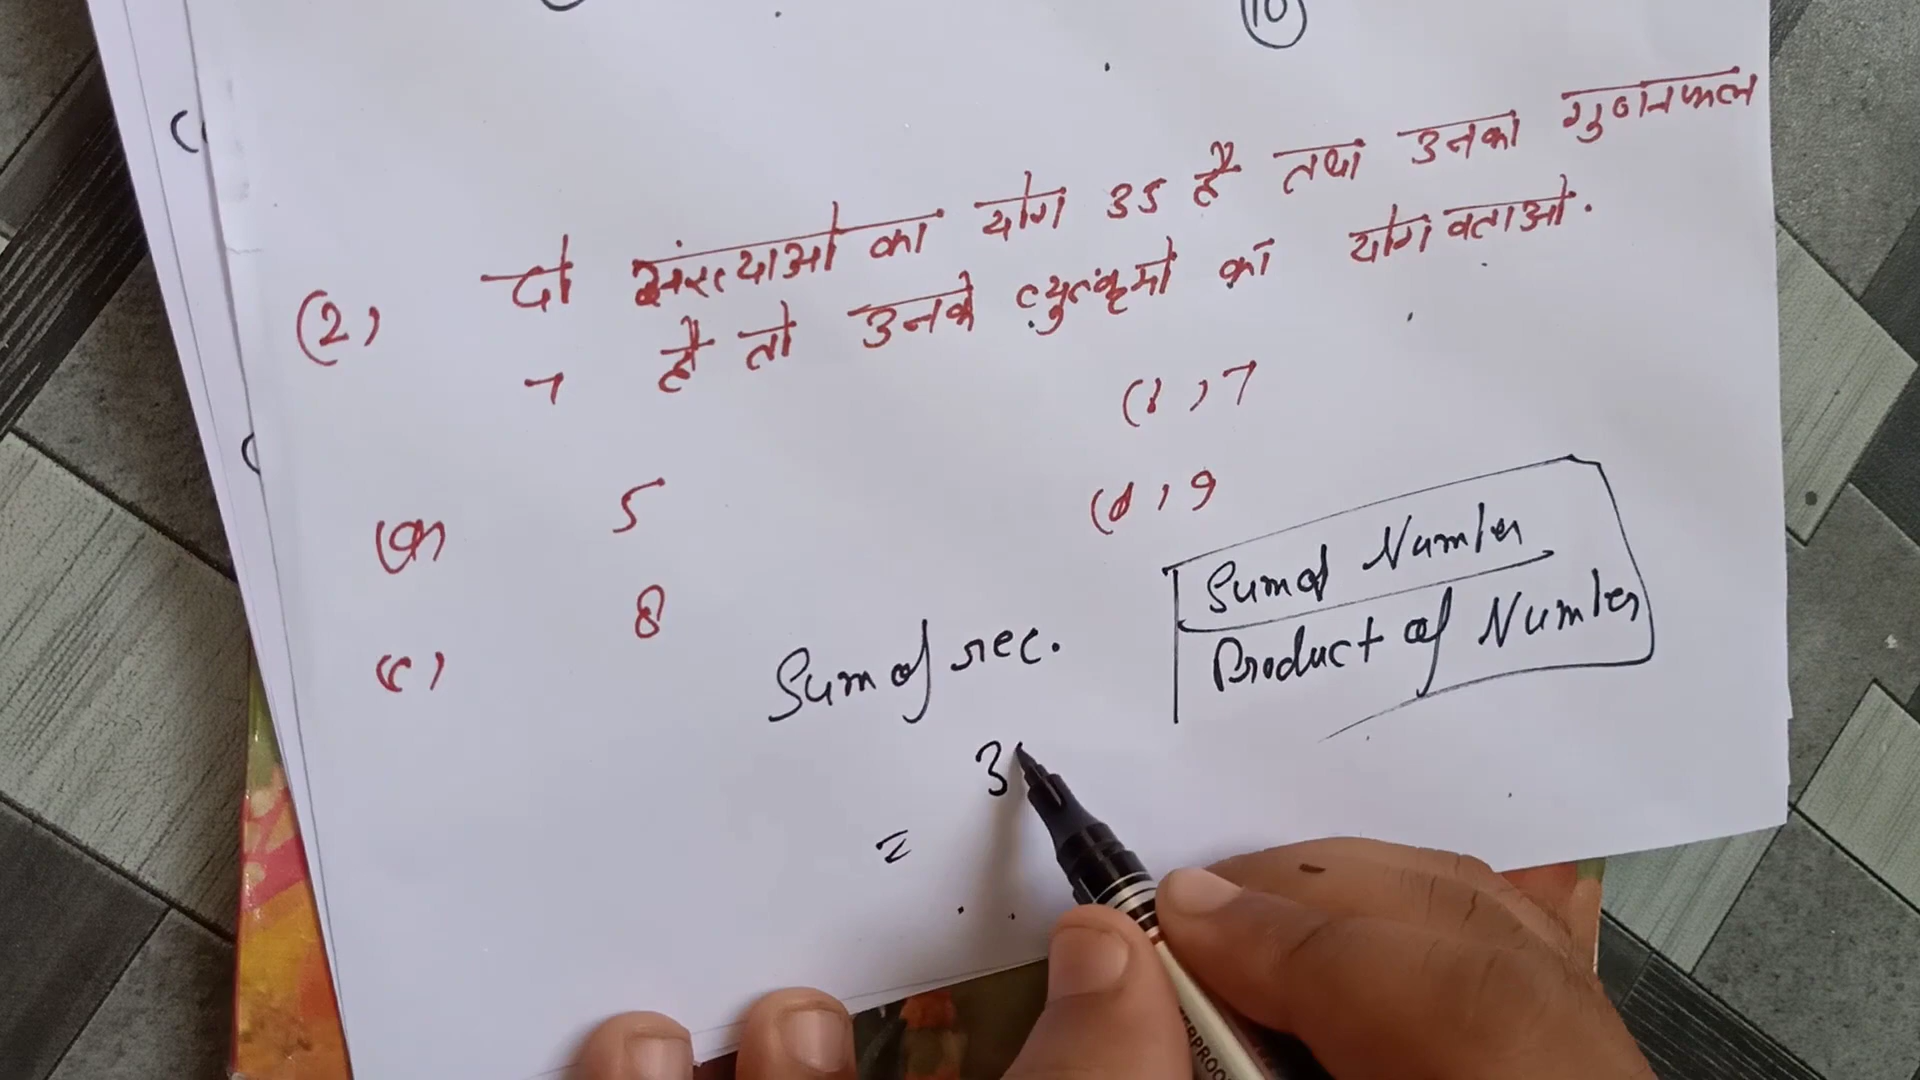 10
(2) दो संख्याओ का योग 35 है तथा उनका गुणनफल
7 है तो उनके व्युत्क्रमो का योग बताओ.
(a) 5
(b) 7
(c) 8
(d) 9
Sum of rec.
Sum of Number
Product of Number
= 3